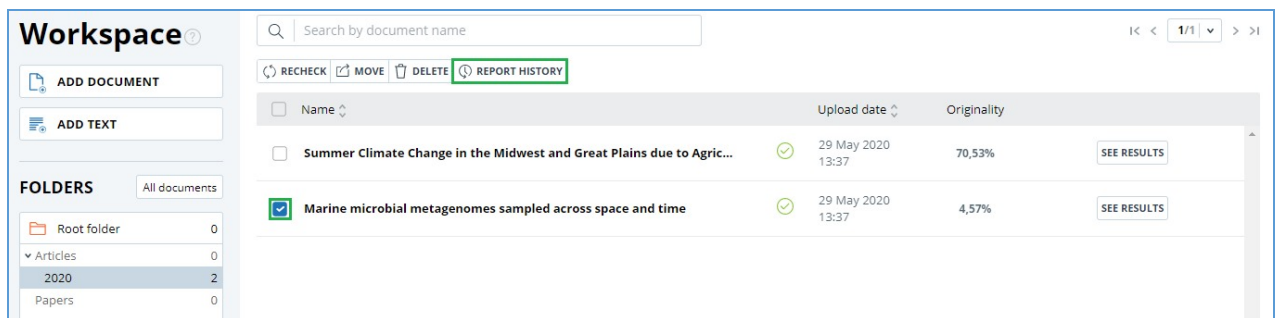 Workspace
Search by document name
1/1
ADD DOCUMENT
RECHECK MOVE DELETE REPORT HISTORY
Name Upload date Originality
ADD TEXT
Summer Climate Change in the Midwest and Great Plains due to Agric... 29 May 2020 13:37 70,53% SEE RESULTS
FOLDERS All documents
Marine microbial metagenomes sampled across space and time 29 May 2020 13:37 4,57% SEE RESULTS
Root folder 0
Articles 0
2020 2
Papers 0